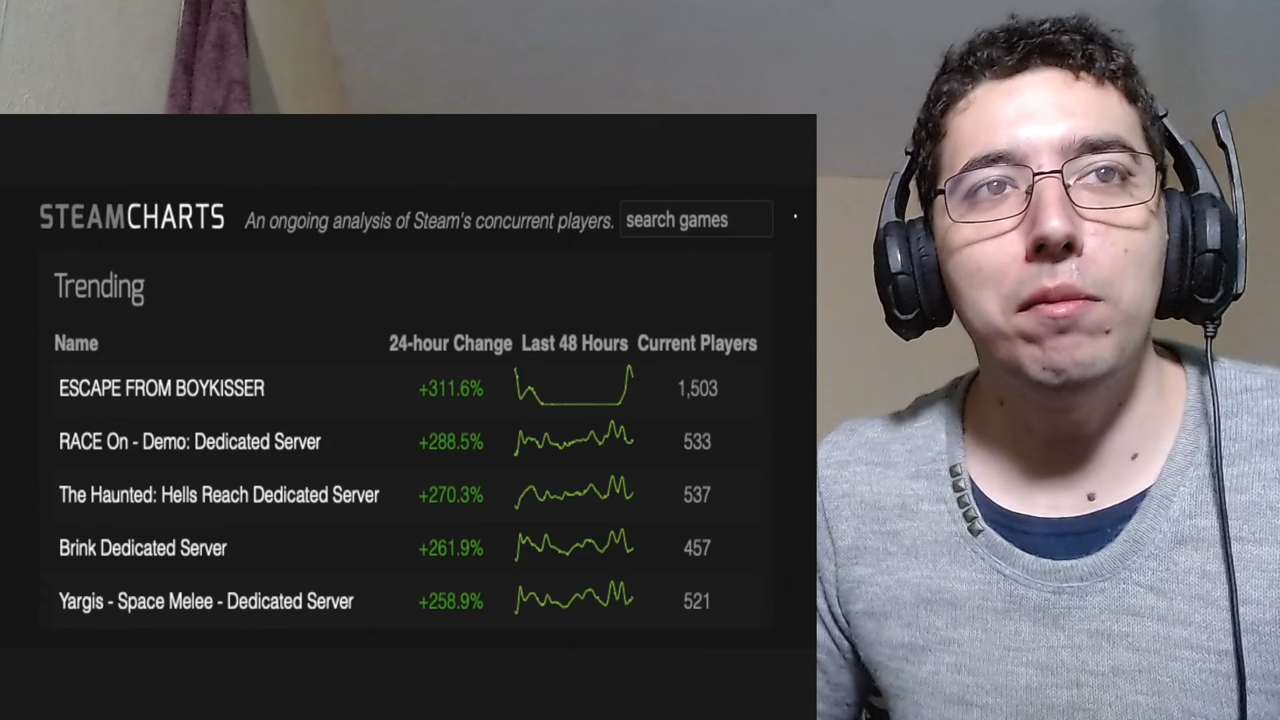 STEAMCHARTS An ongoing analysis of Steam's concurrent players. search games
Trending
Name 24-hour Change Last 48 Hours Current Players
ESCAPE FROM BOYKISSER +311.6% 1,503
RACE On - Demo: Dedicated Server +288.5% 533
The Haunted: Hells Reach Dedicated Server +270.3% 537
Brink Dedicated Server +261.9% 457
Yargis - Space Melee - Dedicated Server +258.9% 521